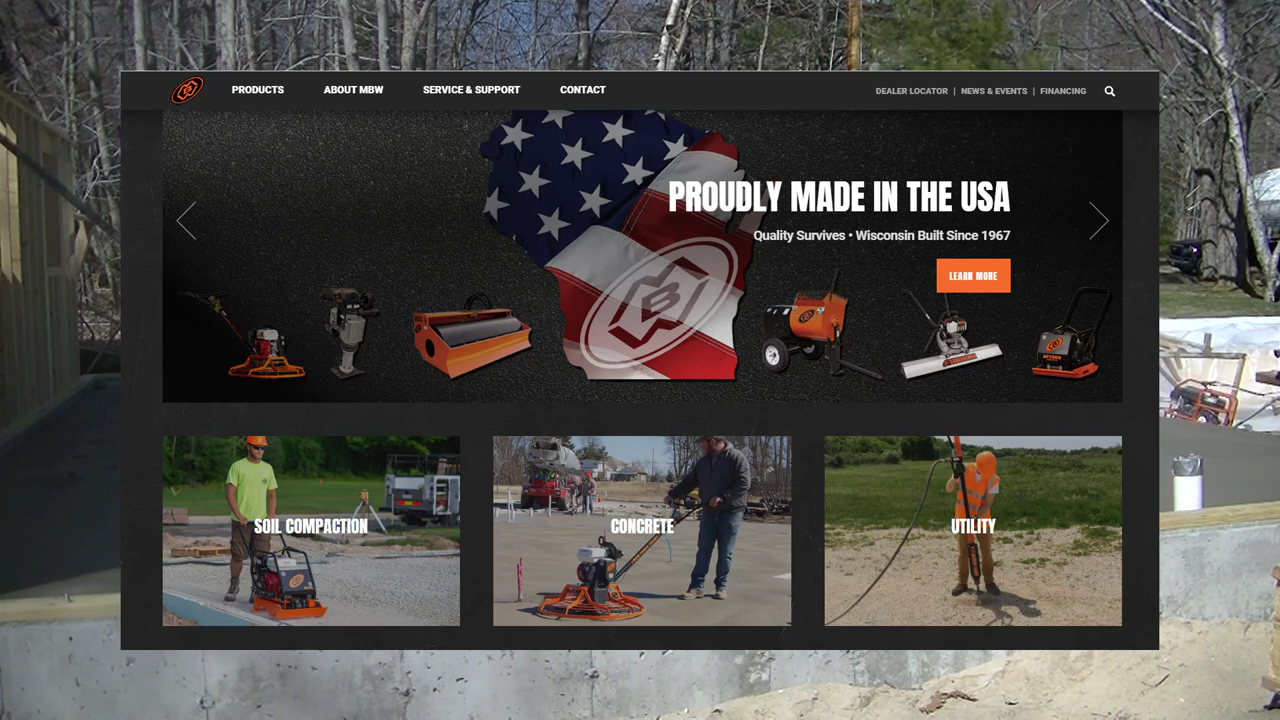 PRODUCTS
ABOUT MBW
SERVICE & SUPPORT
CONTACT
DEALER LOCATOR | NEWS & EVENTS | FINANCING
PROUDLY MADE IN THE USA
Quality Survives • Wisconsin Built Since 1967
LEARN MORE
MBW
SOIL COMPACTION
CONCRETE
UTILITY